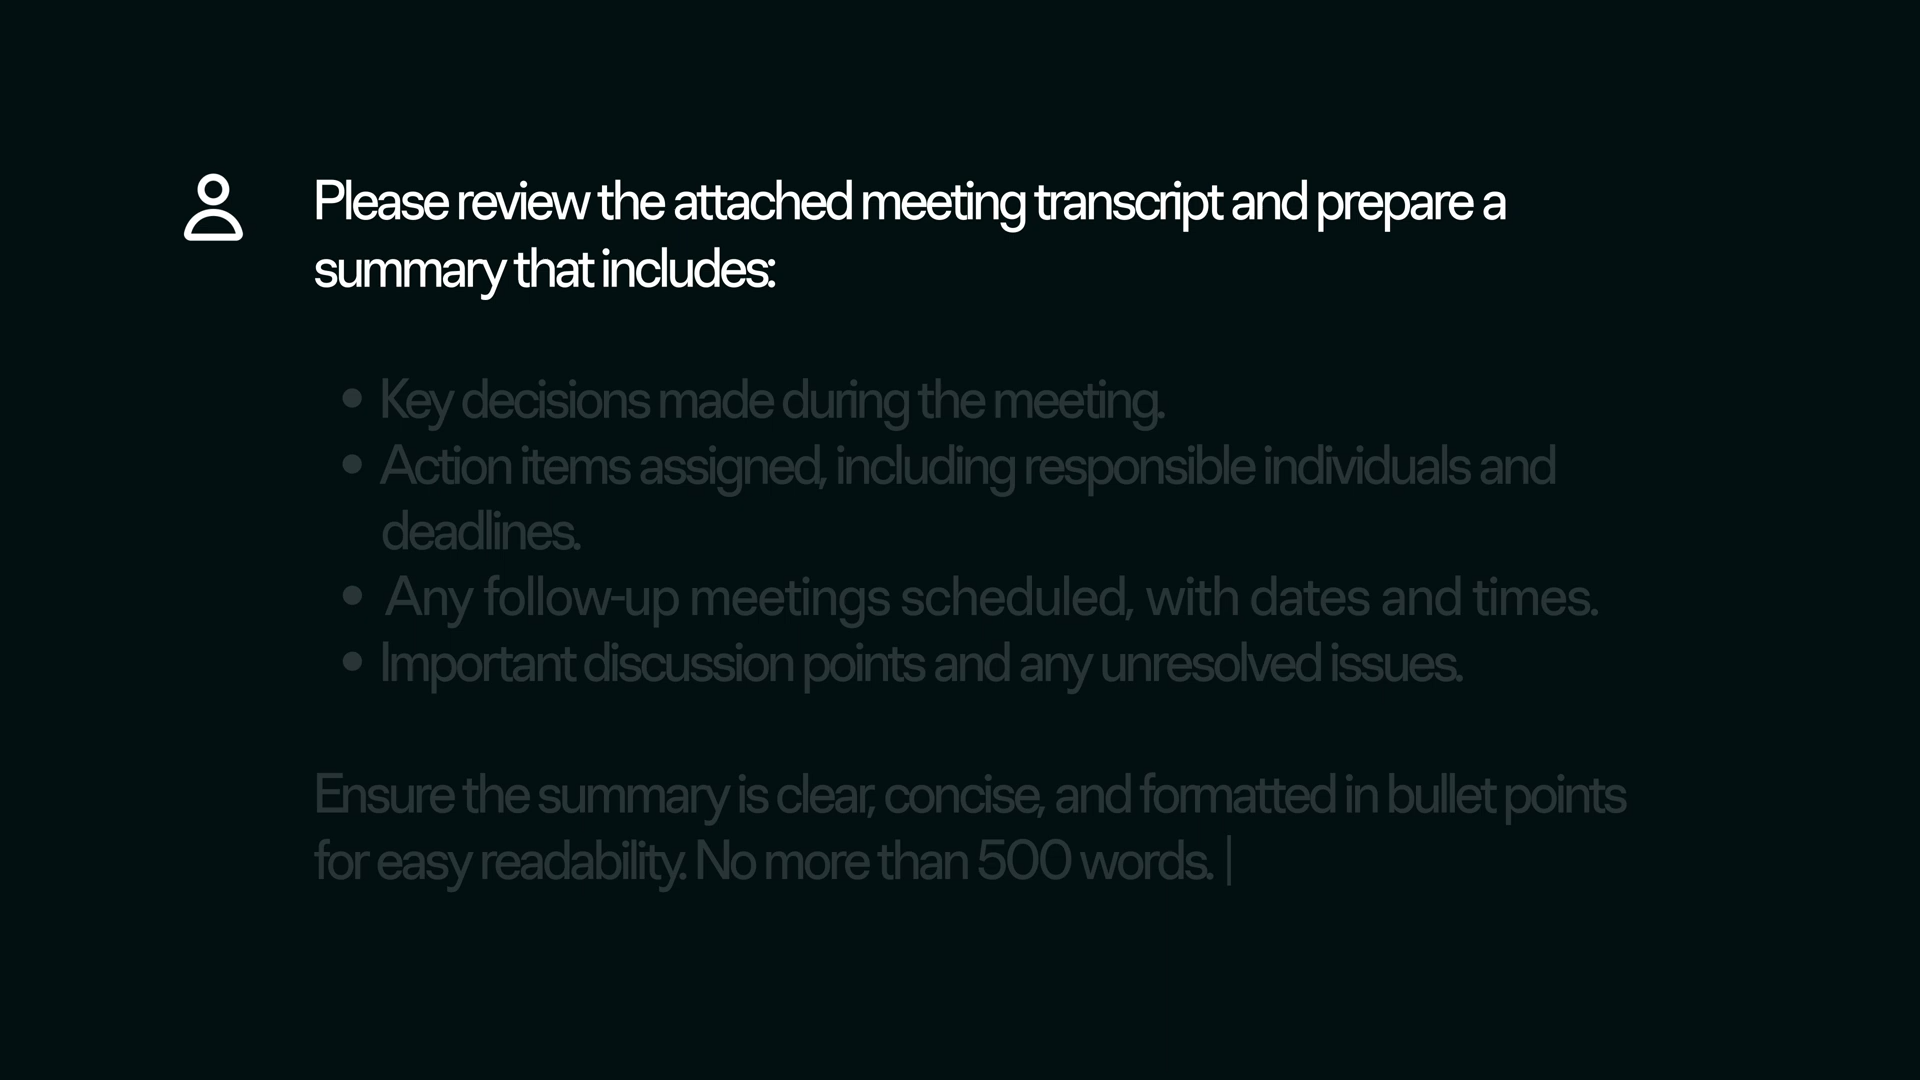 Please review the attached meeting transcript and prepare a
summary that includes:
• Key decisions made during the meeting.
• Action items assigned, including responsible individuals and
deadlines.
• Any follow-up meetings scheduled, with dates and times.
• Important discussion points and any unresolved issues.
Ensure the summary is clear, concise, and formatted in bullet points
for easy readability. No more than 500 words. |